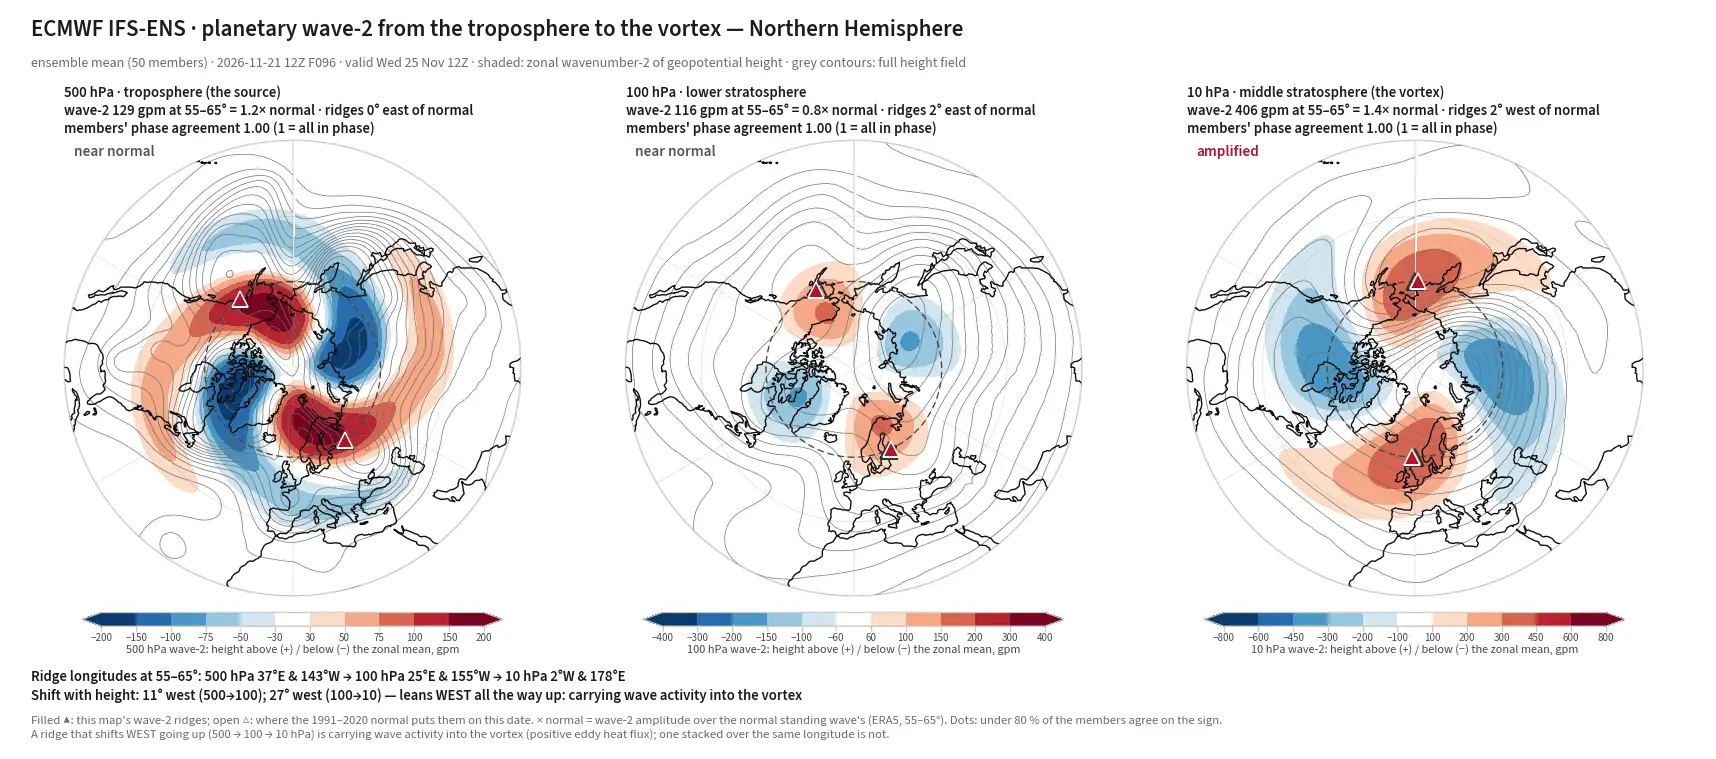 ECMWF IFS-ENS · planetary wave-2 from the troposphere to the vortex — Northern Hemisphere
ensemble mean (50 members) · 2026-11-21 12Z F096 · valid Wed 25 Nov 12Z · shaded: zonal wavenumber-2 of geopotential height · grey contours: full height field
500 hPa · troposphere (the source)
wave-2 129 gpm at 55–65° = 1.2× normal · ridges 0° east of normal
members' phase agreement 1.00 (1 = all in phase)
near normal
100 hPa · lower stratosphere
wave-2 116 gpm at 55–65° = 0.8× normal · ridges 2° east of normal
members' phase agreement 1.00 (1 = all in phase)
near normal
10 hPa · middle stratosphere (the vortex)
wave-2 406 gpm at 55–65° = 1.4× normal · ridges 2° west of normal
members' phase agreement 1.00 (1 = all in phase)
amplified
−200 −150 −100 −75 −50 −30 30 50 75 100 150 200
500 hPa wave-2: height above (+) / below (−) the zonal mean, gpm
−400 −300 −200 −150 −100 −60 60 100 150 200 300 400
100 hPa wave-2: height above (+) / below (−) the zonal mean, gpm
−800 −600 −450 −300 −200 −100 100 200 300 450 600 800
10 hPa wave-2: height above (+) / below (−) the zonal mean, gpm
Ridge longitudes at 55–65°: 500 hPa 37°E & 143°W → 100 hPa 25°E & 155°W → 10 hPa 2°W & 178°E
Shift with height: 11° west (500→100); 27° west (100→10) — leans WEST all the way up: carrying wave activity into the vortex
Filled ▲: this map's wave-2 ridges; open △: where the 1991–2020 normal puts them on this date. × normal = wave-2 amplitude over the normal standing wave's (ERA5, 55–65°). Dots: under 80 % of the members agree on the sign.
A ridge that shifts WEST going up (500 → 100 → 10 hPa) is carrying wave activity into the vortex (positive eddy heat flux); one stacked over the same longitude is not.